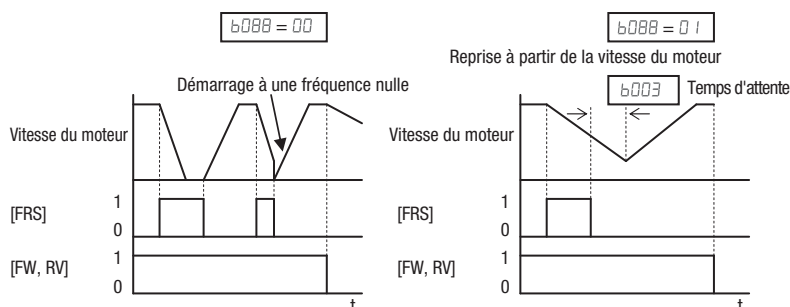 b088 = 00
Démarrage à une fréquence nulle
Vitesse du moteur
[FRS]
1
0
[FW, RV]
1
0
t
b088 = 01
Reprise à partir de la vitesse du moteur
b003
Temps d'attente
Vitesse du moteur
[FRS]
1
0
[FW, RV]
1
0
t